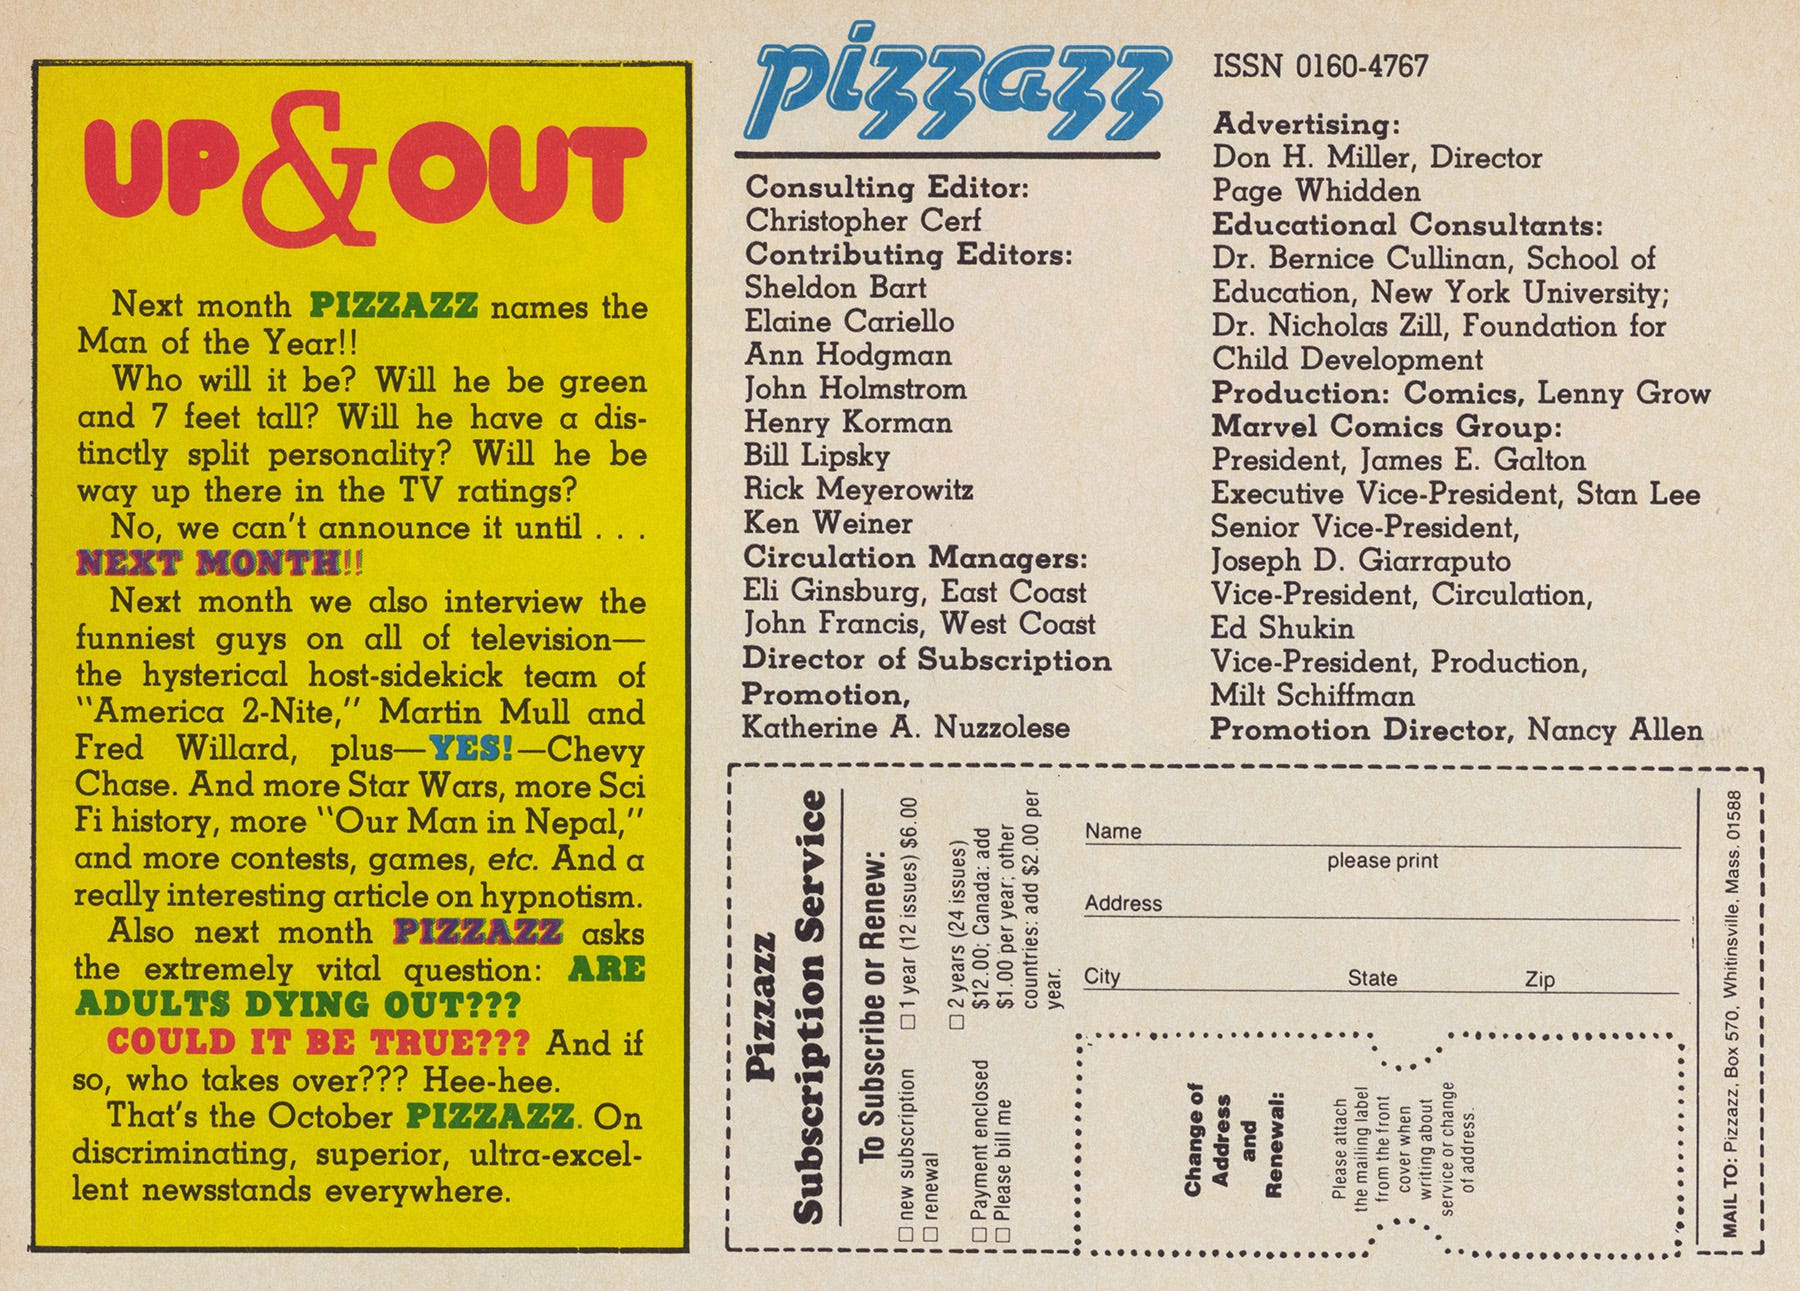 UP & OUT
Next month PIZZAZZ names the
Man of the Year!!
Who will it be? Will he be green
and 7 feet tall? Will he have a dis-
tinctly split personality? Will he be
way up there in the TV ratings?
No, we can't announce it until . . .
NEXT MONTH!!
Next month we also interview the
funniest guys on all of television—
the hysterical host-sidekick team of
"America 2-Nite," Martin Mull and
Fred Willard, plus—YES!—Chevy
Chase. And more Star Wars, more Sci
Fi history, more "Our Man in Nepal,"
and more contests, games, etc. And a
really interesting article on hypnotism.
Also next month PIZZAZZ asks
the extremely vital question: ARE
ADULTS DYING OUT???
COULD IT BE TRUE??? And if
so, who takes over??? Hee-hee.
That's the October PIZZAZZ. On
discriminating, superior, ultra-excel-
lent newsstands everywhere.
pizzazz
Consulting Editor:
Christopher Cerf
Contributing Editors:
Sheldon Bart
Elaine Cariello
Ann Hodgman
John Holmstrom
Henry Korman
Bill Lipsky
Rick Meyerowitz
Ken Weiner
Circulation Managers:
Eli Ginsburg, East Coast
John Francis, West Coast
Director of Subscription
Promotion,
Katherine A. Nuzzolese
ISSN 0160-4767
Advertising:
Don H. Miller, Director
Page Whidden
Educational Consultants:
Dr. Bernice Cullinan, School of
Education, New York University;
Dr. Nicholas Zill, Foundation for
Child Development
Production: Comics, Lenny Grow
Marvel Comics Group:
President, James E. Galton
Executive Vice-President, Stan Lee
Senior Vice-President,
Joseph D. Giarraputo
Vice-President, Circulation,
Ed Shukin
Vice-President, Production,
Milt Schiffman
Promotion Director, Nancy Allen
Pizzazz
Subscription Service
To Subscribe or Renew:
□ new subscription □ 1 year (12 issues) $6.00
□ renewal
□ 2 years (24 issues)
□ Payment enclosed $12.00; Canada: add
□ Please bill me $1.00 per year; other
countries: add $2.00 per
year.
Name
please print
Address
City State Zip
Change of
Address
and
Renewal:
Please attach
the mailing label
from the front
cover when
writing about
service or change
of address.
MAIL TO: Pizzazz, Box 570, Whitinsville, Mass. 01588